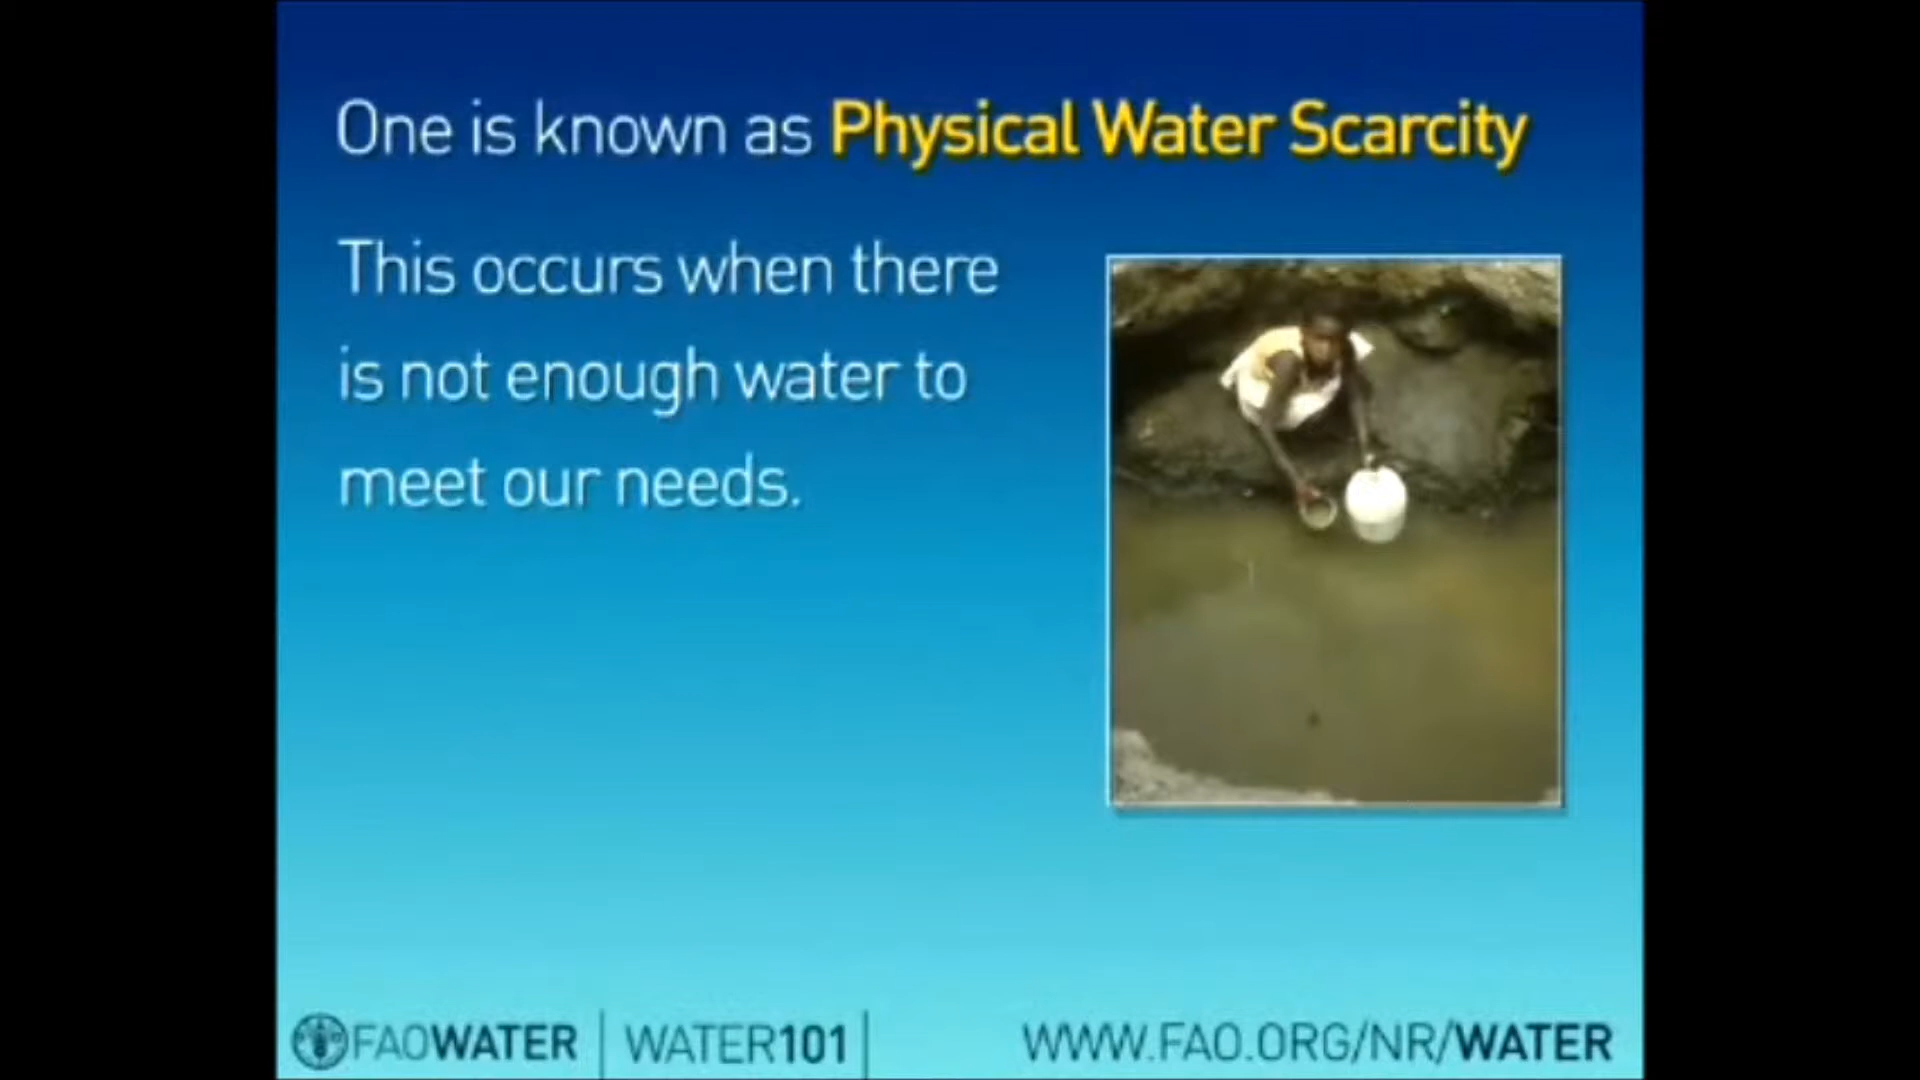 One is known as Physical Water Scarcity
This occurs when there
is not enough water to
meet our needs.
FAOWATER | WATER101 |
WWW.FAO.ORG/NR/WATER